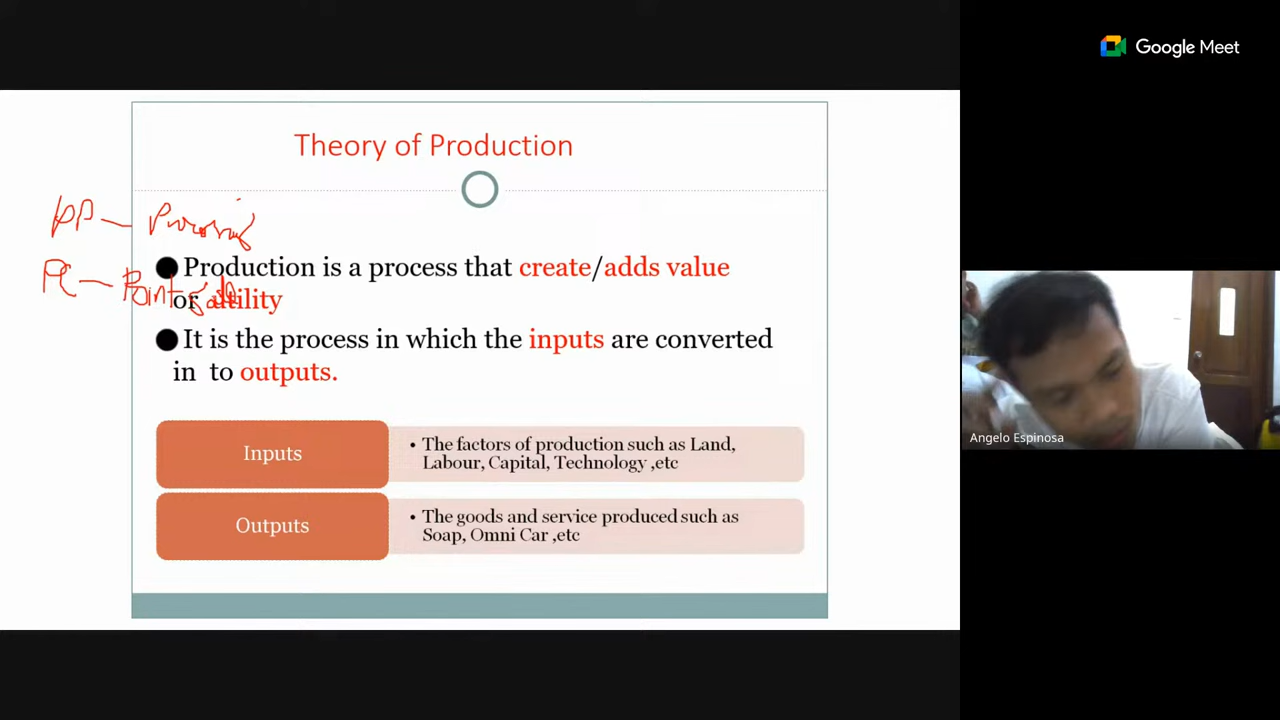 Google Meet
Theory of Production
PP — Processing
PC — Point
Production is a process that create/adds value
or utility
It is the process in which the inputs are converted
in to outputs.
Inputs
• The factors of production such as Land,
Labour, Capital, Technology ,etc
Outputs
• The goods and service produced such as
Soap, Omni Car ,etc
Angelo Espinosa